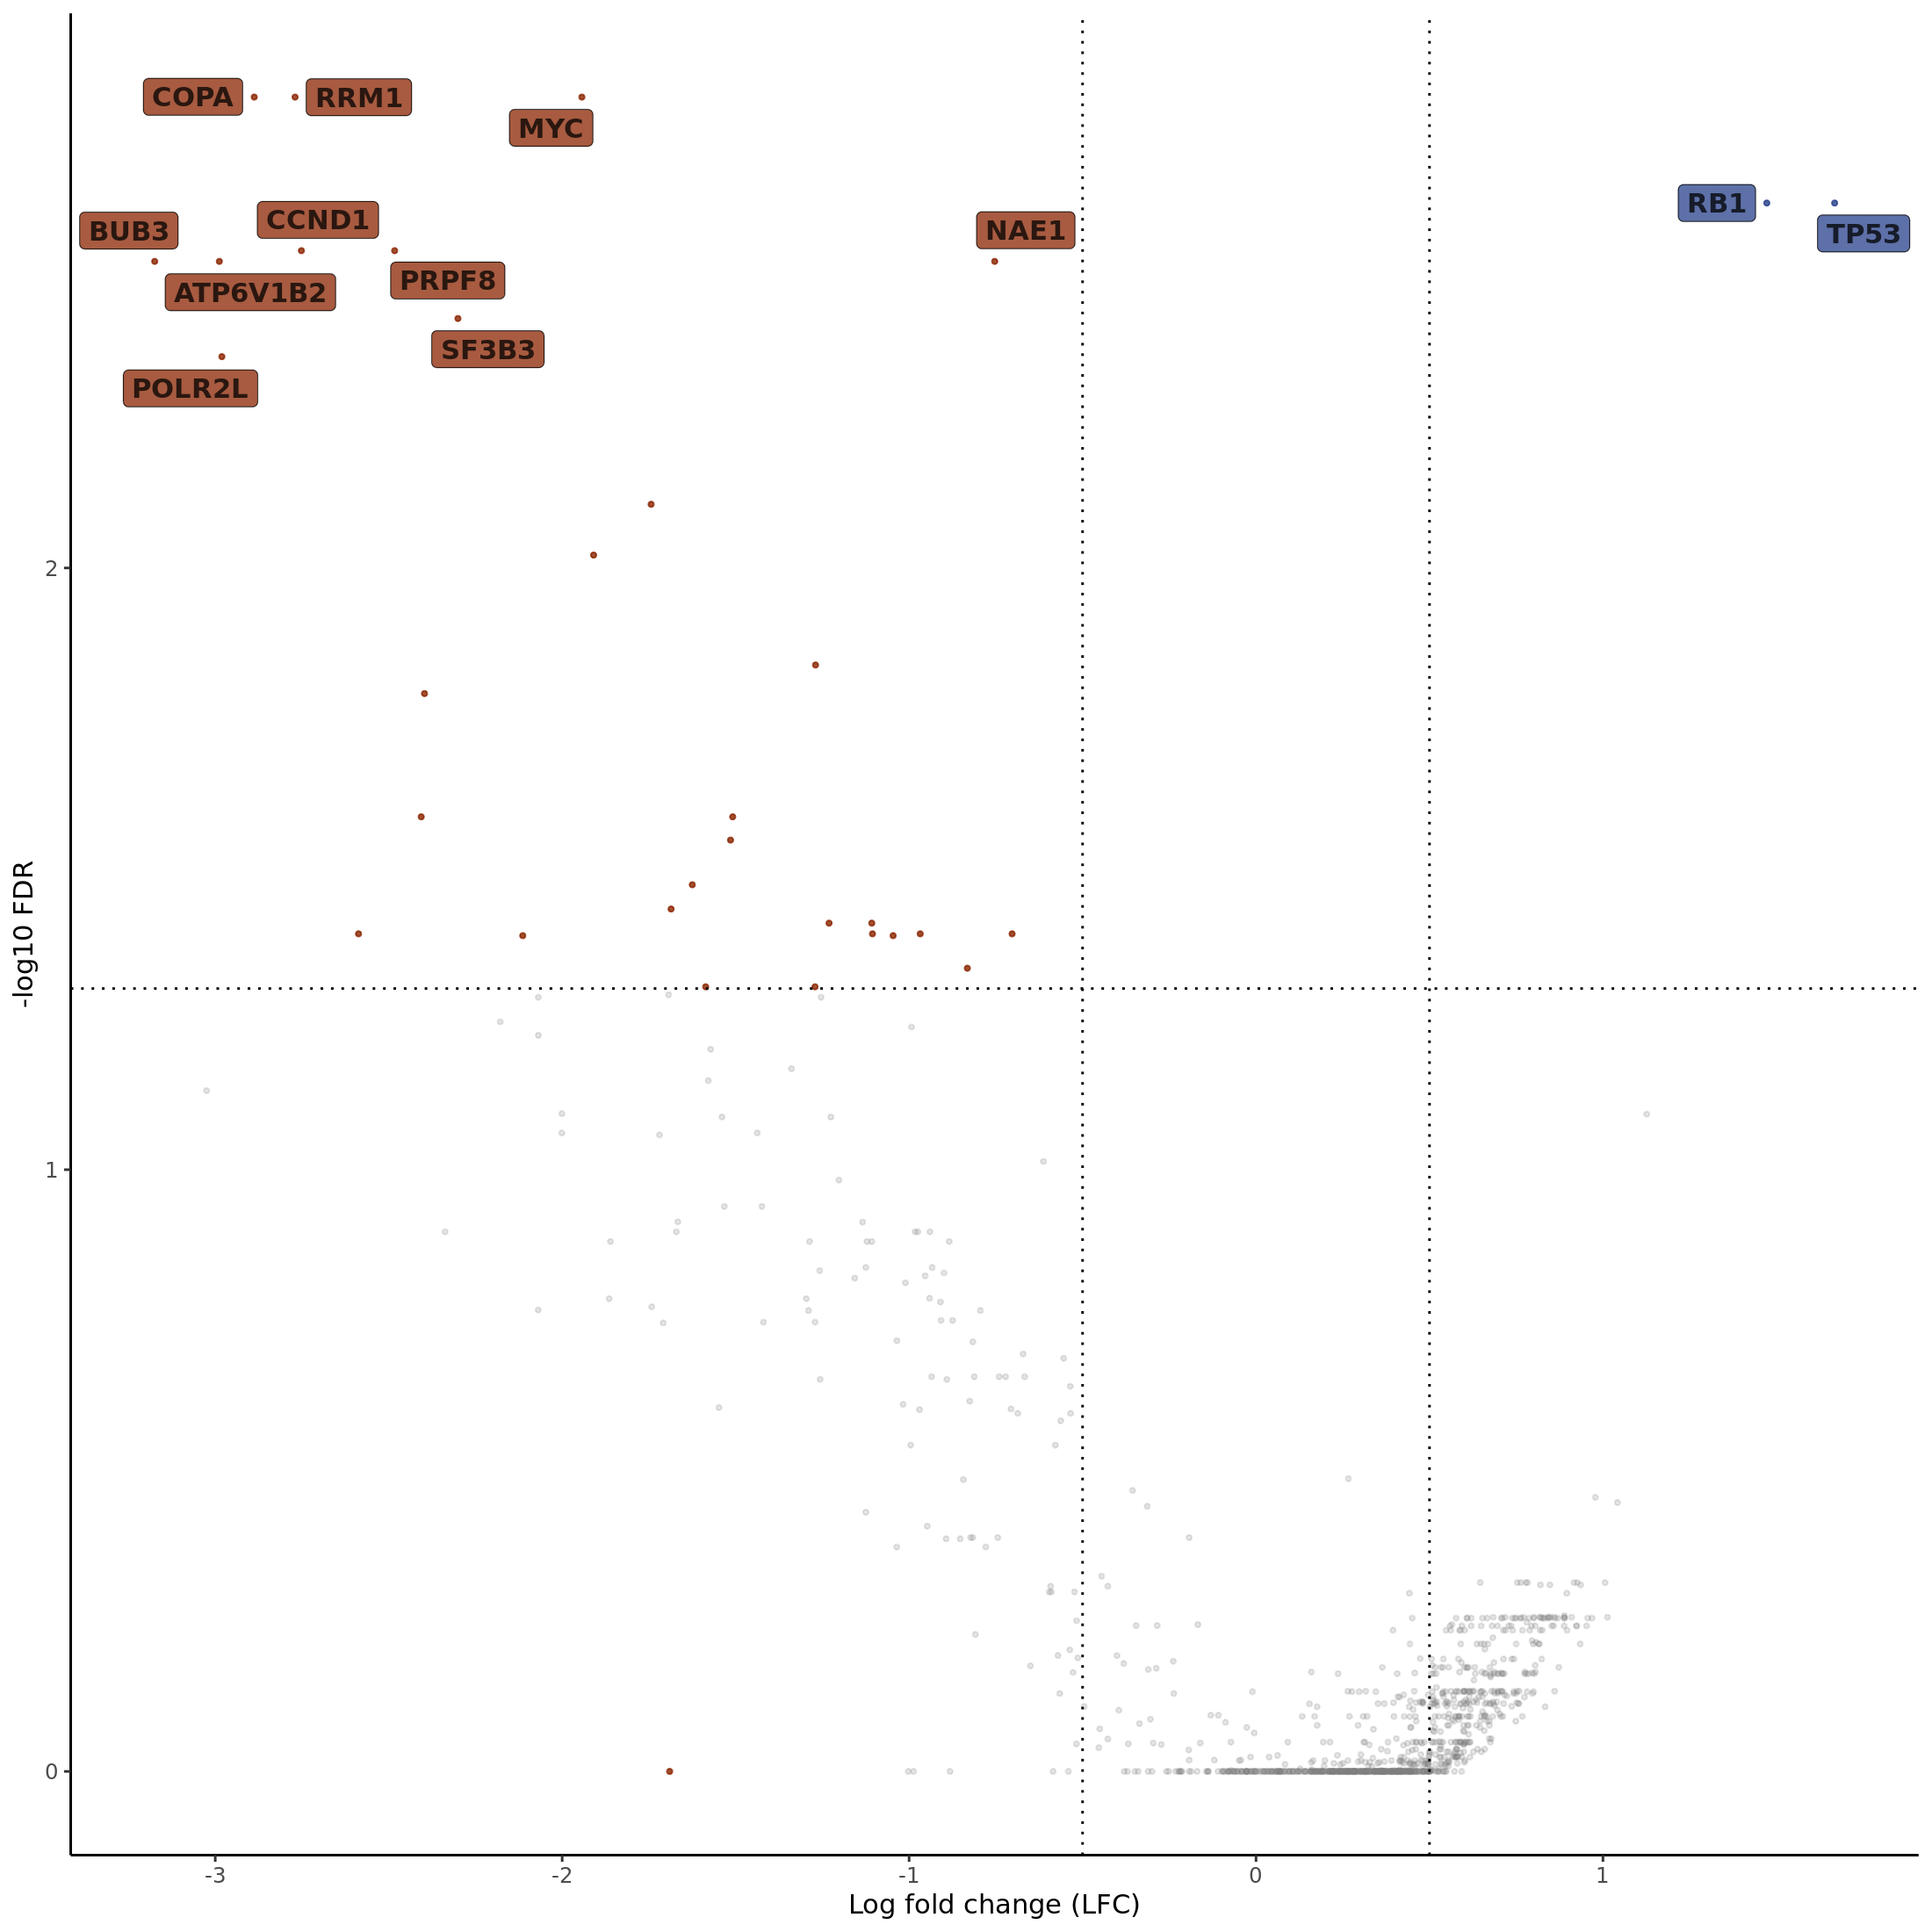 COPA
RRM1
MYC
RB1
TP53
BUB3
CCND1
NAE1
ATP6V1B2
PRPF8
SF3B3
POLR2L
2
1
0
-log10 FDR
-3
-2
-1
0
1
Log fold change (LFC)